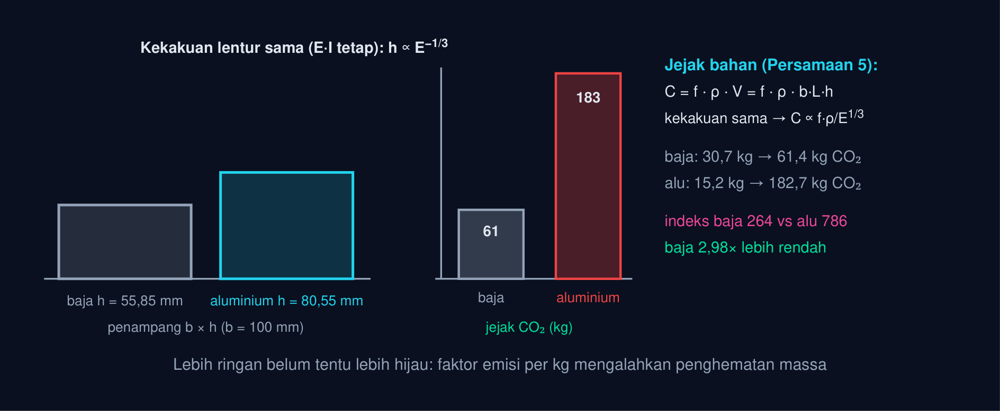 Kekakuan lentur sama (E·I tetap): h ∝ E⁻¹ᐟ³
183
61
baja h = 55,85 mm
aluminium h = 80,55 mm
penampang b × h (b = 100 mm)
baja
aluminium
jejak CO₂ (kg)
Jejak bahan (Persamaan 5):
C = f · ρ · V = f · ρ · b·L·h
kekakuan sama → C ∝ f·ρ/E¹ᐟ³
baja: 30,7 kg → 61,4 kg CO₂
alu: 15,2 kg → 182,7 kg CO₂
indeks baja 264 vs alu 786
baja 2,98× lebih rendah
Lebih ringan belum tentu lebih hijau: faktor emisi per kg mengalahkan penghematan massa